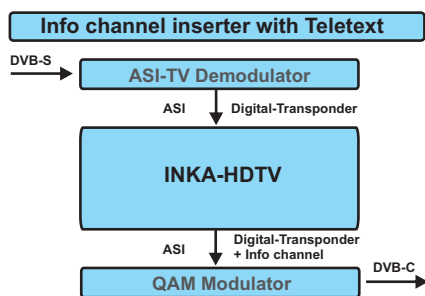 Info channel inserter with Teletext
DVB-S
ASI-TV Demodulator
ASI
Digital-Transponder
INKA-HDTV
ASI
Digital-Transponder
+ Info channel
DVB-C
QAM Modulator